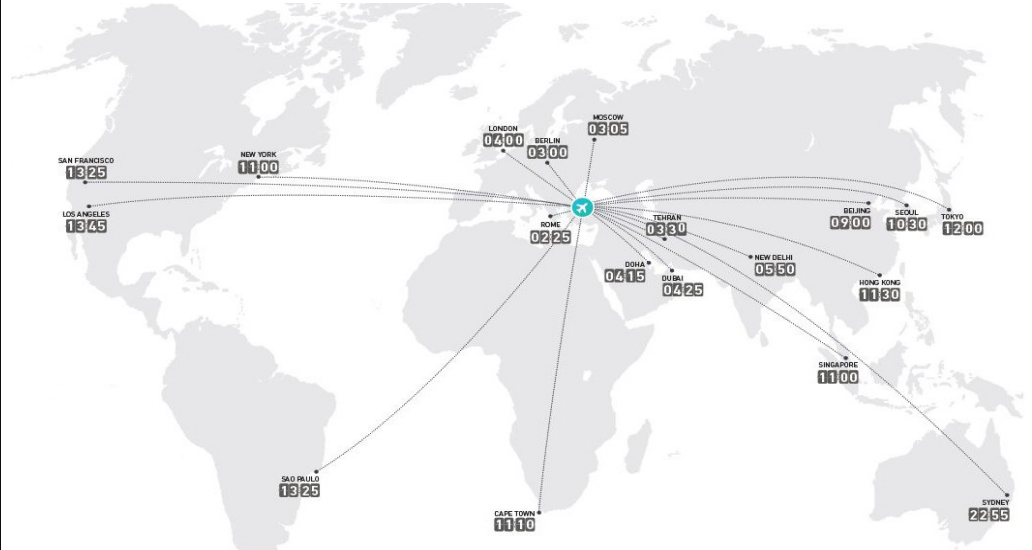 MOSCOW
03:05
LONDON
04:00
BERLIN
03:00
NEW YORK
11:00
SAN FRANCISCO
13:25
LOS ANGELES
13:45
ROME
02:25
TEHRAN
03:30
BEIJING
09:00
SEOUL
10:30
TOKYO
12:00
DOHA
04:15
DUBAI
04:25
NEW DELHI
05:50
HONG KONG
11:30
SINGAPORE
11:00
SAO PAULO
13:25
CAPE TOWN
11:10
SYDNEY
22:55